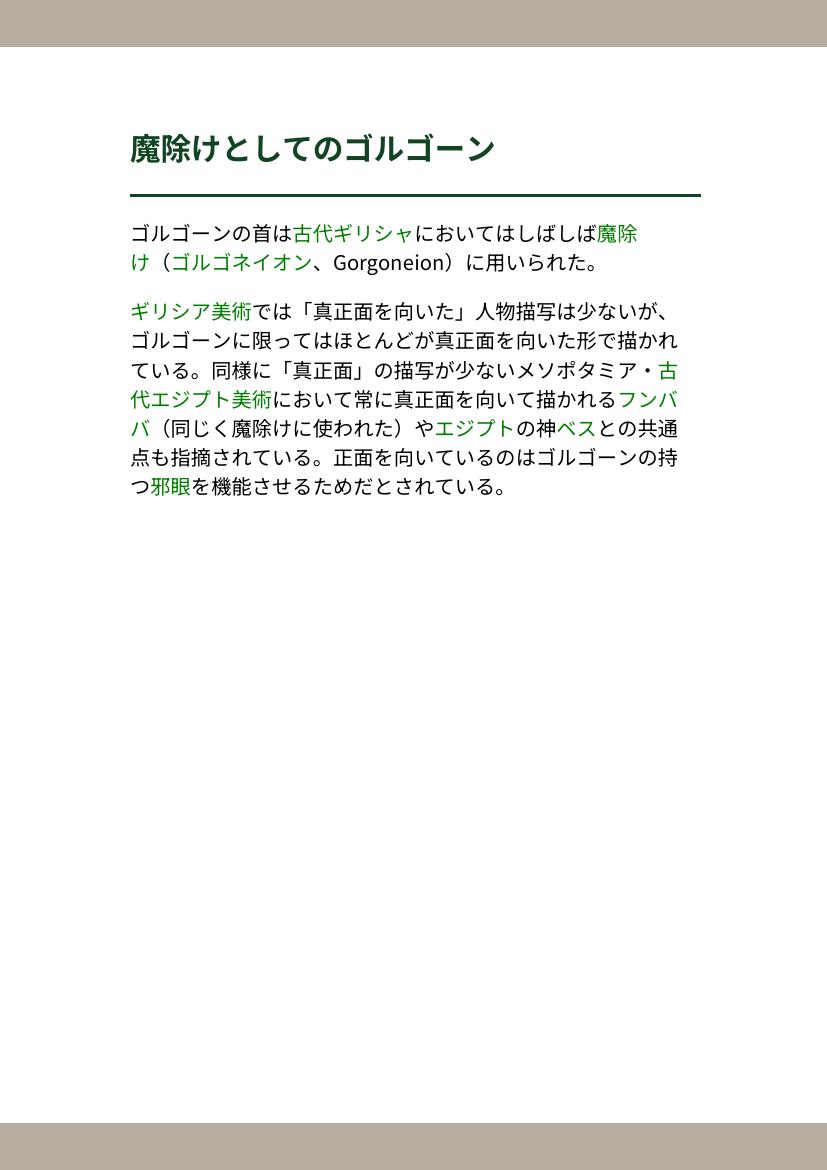 魔除けとしてのゴルゴーン
ゴルゴーンの首は古代ギリシャにおいてはしばしば魔除
け（ゴルゴネイオン、Gorgoneion）に用いられた。
ギリシア美術では「真正面を向いた」人物描写は少ないが、
ゴルゴーンに限ってはほとんどが真正面を向いた形で描かれ
ている。同様に「真正面」の描写が少ないメソポタミア・古
代エジプト美術において常に真正面を向いて描かれるフンバ
バ（同じく魔除けに使われた）やエジプトの神ベスとの共通
点も指摘されている。正面を向いているのはゴルゴーンの持
つ邪眼を機能させるためだとされている。